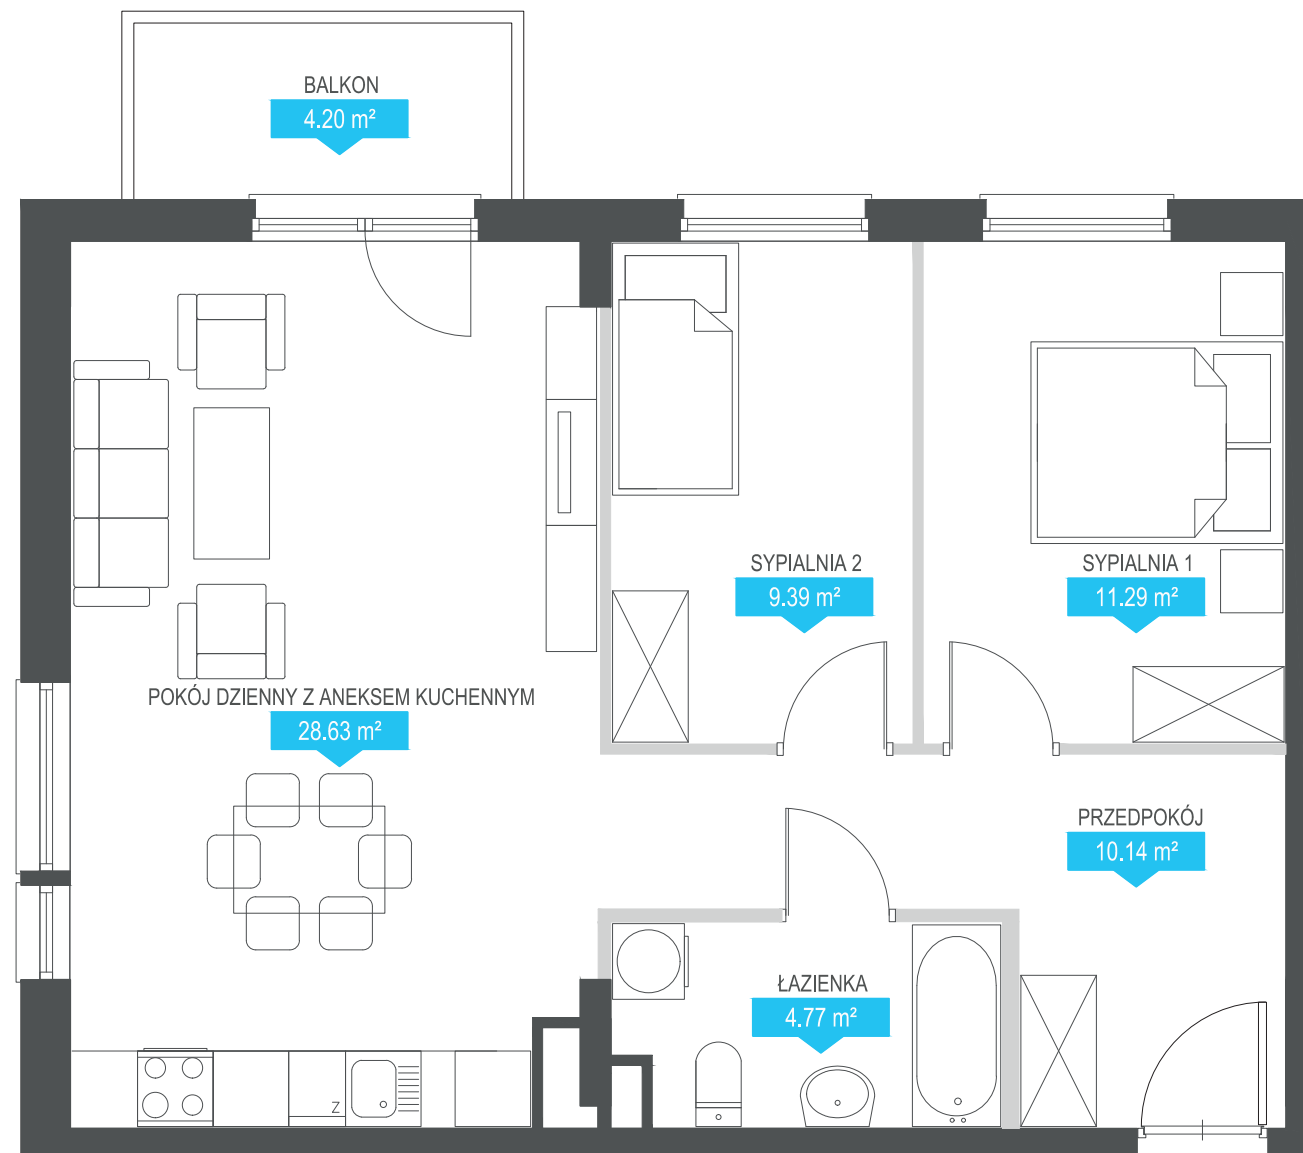 BALKON
4.20 m²
SYPIALNIA 2
9.39 m²
SYPIALNIA 1
11.29 m²
POKÓJ DZIENNY Z ANEKSEM KUCHENNYM
28.63 m²
PRZEDPOKÓJ
10.14 m²
ŁAZIENKA
4.77 m²
Z